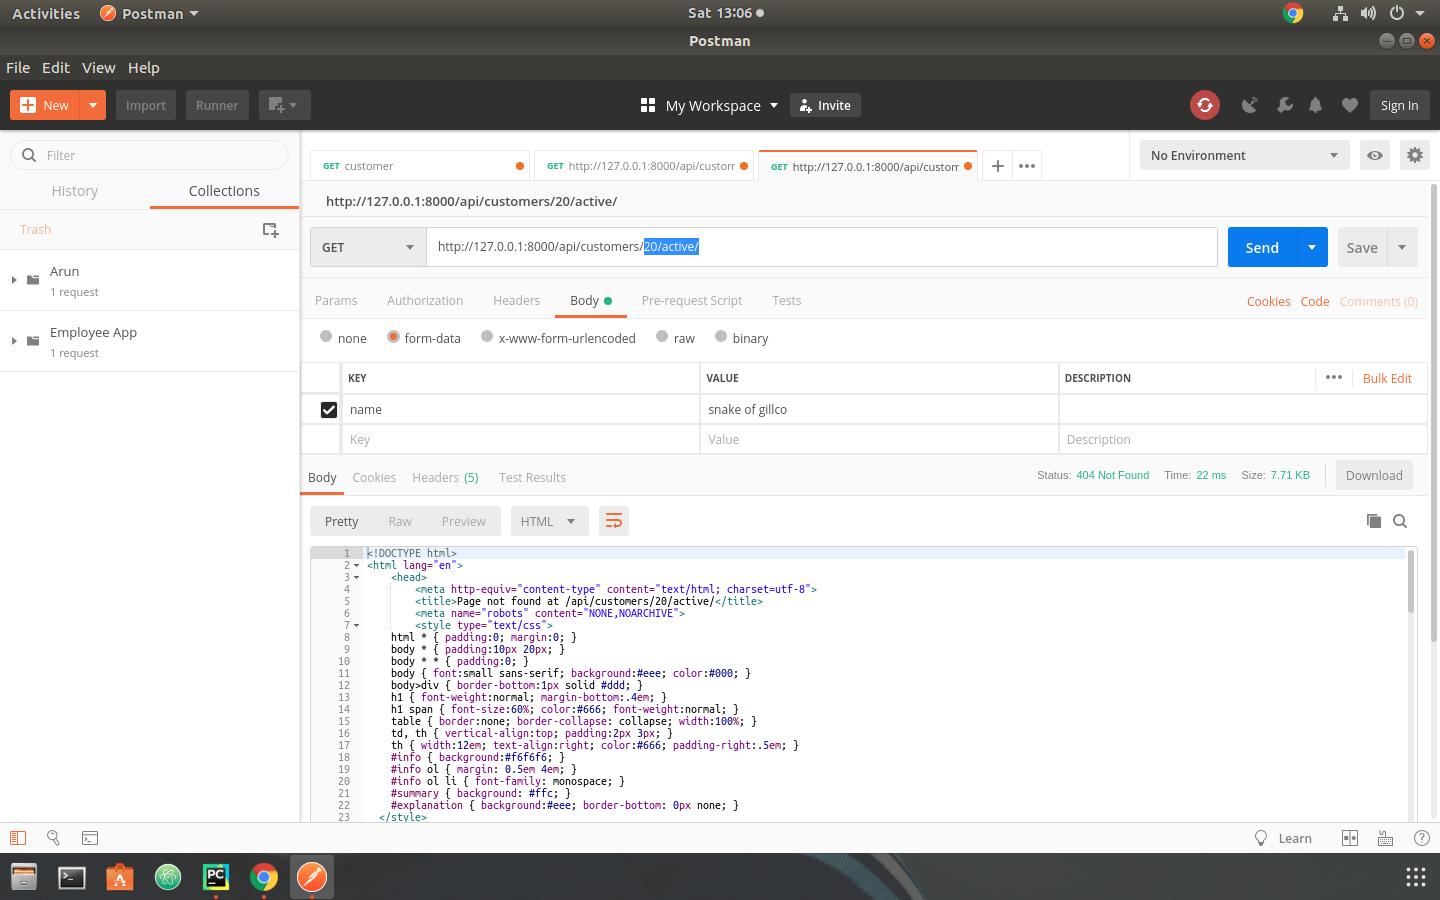 Activities Postman Sat 13:06
Postman
File Edit View Help
New Import Runner My Workspace Invite Sign In
Filter
History Collections
Trash
Arun
1 request
Employee App
1 request
GET customer GET http://127.0.0.1:8000/api/custom GET http://127.0.0.1:8000/api/custom No Environment
http://127.0.0.1:8000/api/customers/20/active/
GET http://127.0.0.1:8000/api/customers/20/active/ Send Save
Params Authorization Headers Body Pre-request Script Tests Cookies Code Comments (0)
none form-data x-www-form-urlencoded raw binary
KEY VALUE DESCRIPTION Bulk Edit
name snake of gillco
Key Value Description
Body Cookies Headers (5) Test Results Status: 404 Not Found Time: 22 ms Size: 7.71 KB Download
Pretty Raw Preview HTML
1 <!DOCTYPE html>
2 <html lang="en">
3 <head>
4 <meta http-equiv="content-type" content="text/html; charset=utf-8">
5 <title>Page not found at /api/customers/20/active/</title>
6 <meta name="robots" content="NONE,NOARCHIVE">
7 <style type="text/css">
8 html * { padding:0; margin:0; }
9 body * { padding:10px 20px; }
10 body * * { padding:0; }
11 body { font:small sans-serif; background:#eee; color:#000; }
12 body>div { border-bottom:1px solid #ddd; }
13 h1 { font-weight:normal; margin-bottom:.4em; }
14 h1 span { font-size:60%; color:#666; font-weight:normal; }
15 table { border:none; border-collapse: collapse; width:100%; }
16 td, th { vertical-align:top; padding:2px 3px; }
17 th { width:12em; text-align:right; color:#666; padding-right:.5em; }
18 #info { background:#f6f6f6; }
19 #info ol { margin: 0.5em 4em; }
20 #info ol li { font-family: monospace; }
21 #summary { background: #ffc; }
22 #explanation { background:#eee; border-bottom: 0px none; }
23 </style>
Learn